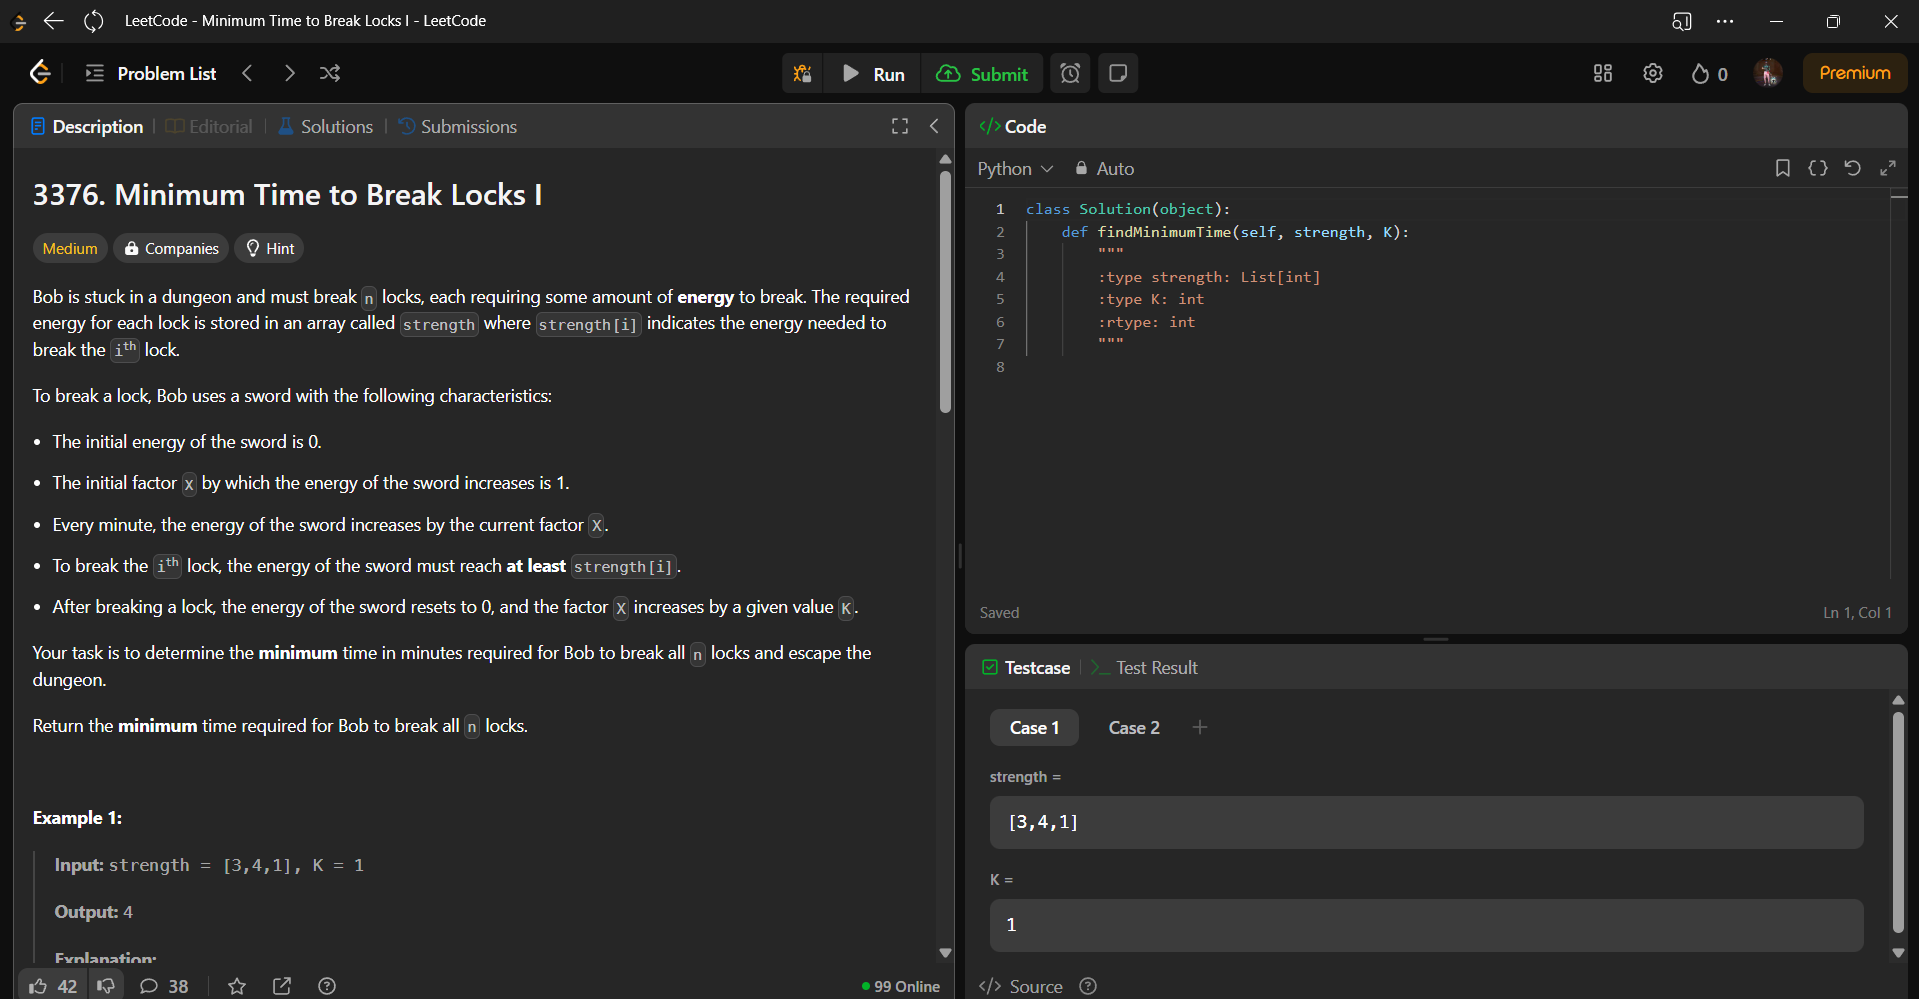 LeetCode - Minimum Time to Break Locks I - LeetCode
Problem List
Run
Submit
0
Premium
Description
Editorial
Solutions
Submissions
3376. Minimum Time to Break Locks I
Medium
Companies
Hint
Bob is stuck in a dungeon and must break n locks, each requiring some amount of energy to break. The required
energy for each lock is stored in an array called strength where strength[i] indicates the energy needed to
break the ith lock.
To break a lock, Bob uses a sword with the following characteristics:
• The initial energy of the sword is 0.
• The initial factor X by which the energy of the sword increases is 1.
• Every minute, the energy of the sword increases by the current factor X.
• To break the ith lock, the energy of the sword must reach at least strength[i].
• After breaking a lock, the energy of the sword resets to 0, and the factor X increases by a given value K.
Your task is to determine the minimum time in minutes required for Bob to break all n locks and escape the
dungeon.
Return the minimum time required for Bob to break all n locks.
Example 1:
Input: strength = [3,4,1], K = 1
Output: 4
Explanation:
42
38
99 Online
</> Code
Python
Auto
1 class Solution(object):
2 def findMinimumTime(self, strength, K):
3 """
4 :type strength: List[int]
5 :type K: int
6 :rtype: int
7 """
8
Saved
Ln 1, Col 1
Testcase
>_ Test Result
Case 1
Case 2
+
strength =
[3,4,1]
K =
1
</> Source